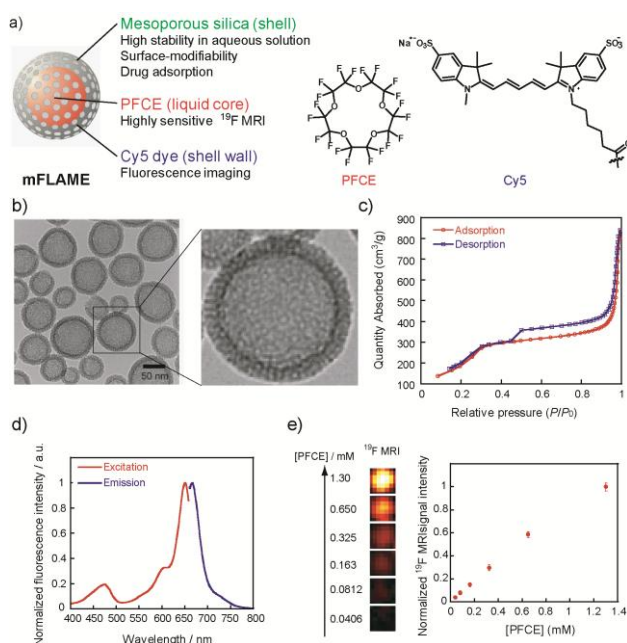 a)
Mesoporous silica (shell)
High stability in aqueous solution
Surface-modifiability
Drug adsorption
PFCE (liquid core)
Highly sensitive ¹⁹F MRI
Cy5 dye (shell wall)
Fluorescence imaging
mFLAME
F F
F F
F F
F F
F F
F F
F F
F F
F F
F F
O O
O O
O
PFCE
Na⁺ ⁻O₃S
SO₃⁻
N
N⁺
O
Cy5
b)
50 nm
c)
Quantity Absorbed (cm³/g)
900
800
700
600
500
400
300
200
100
Adsorption
Desorption
0 0.2 0.4 0.6 0.8 1
Relative pressure (P/P₀)
d)
Normalized fluorescence intensity / a.u.
1
0.8
0.6
0.4
0.2
0
Excitation
Emission
400 450 500 550 600 650 700 750 800
Wavelength / nm
e)
[PFCE] / mM
¹⁹F MRI
1.30
0.650
0.325
0.163
0.0812
0.0406
Normalized ¹⁹F MRI signal intensity
1
0.8
0.6
0.4
0.2
0
0 0.2 0.4 0.6 0.8 1.0 1.2 1.4
[PFCE] (mM)